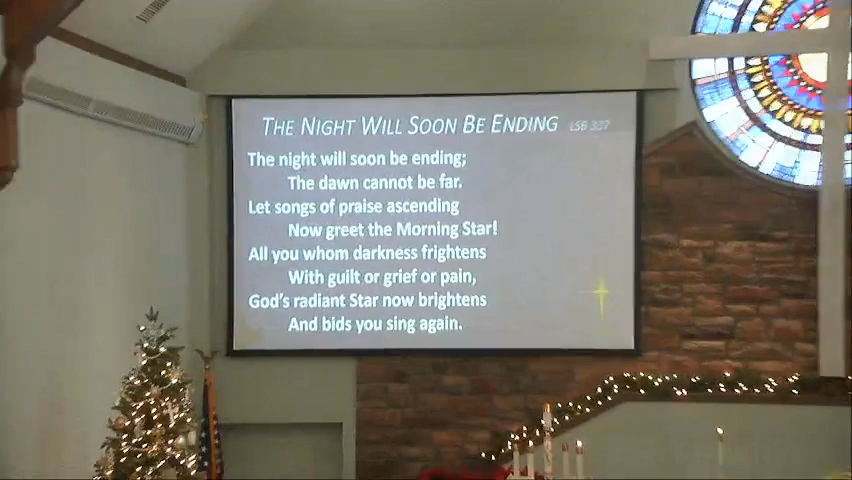 THE NIGHT WILL SOON BE ENDING LSB 337
The night will soon be ending;
The dawn cannot be far.
Let songs of praise ascending
Now greet the Morning Star!
All you whom darkness frightens
With guilt or grief or pain,
God's radiant Star now brightens
And bids you sing again.